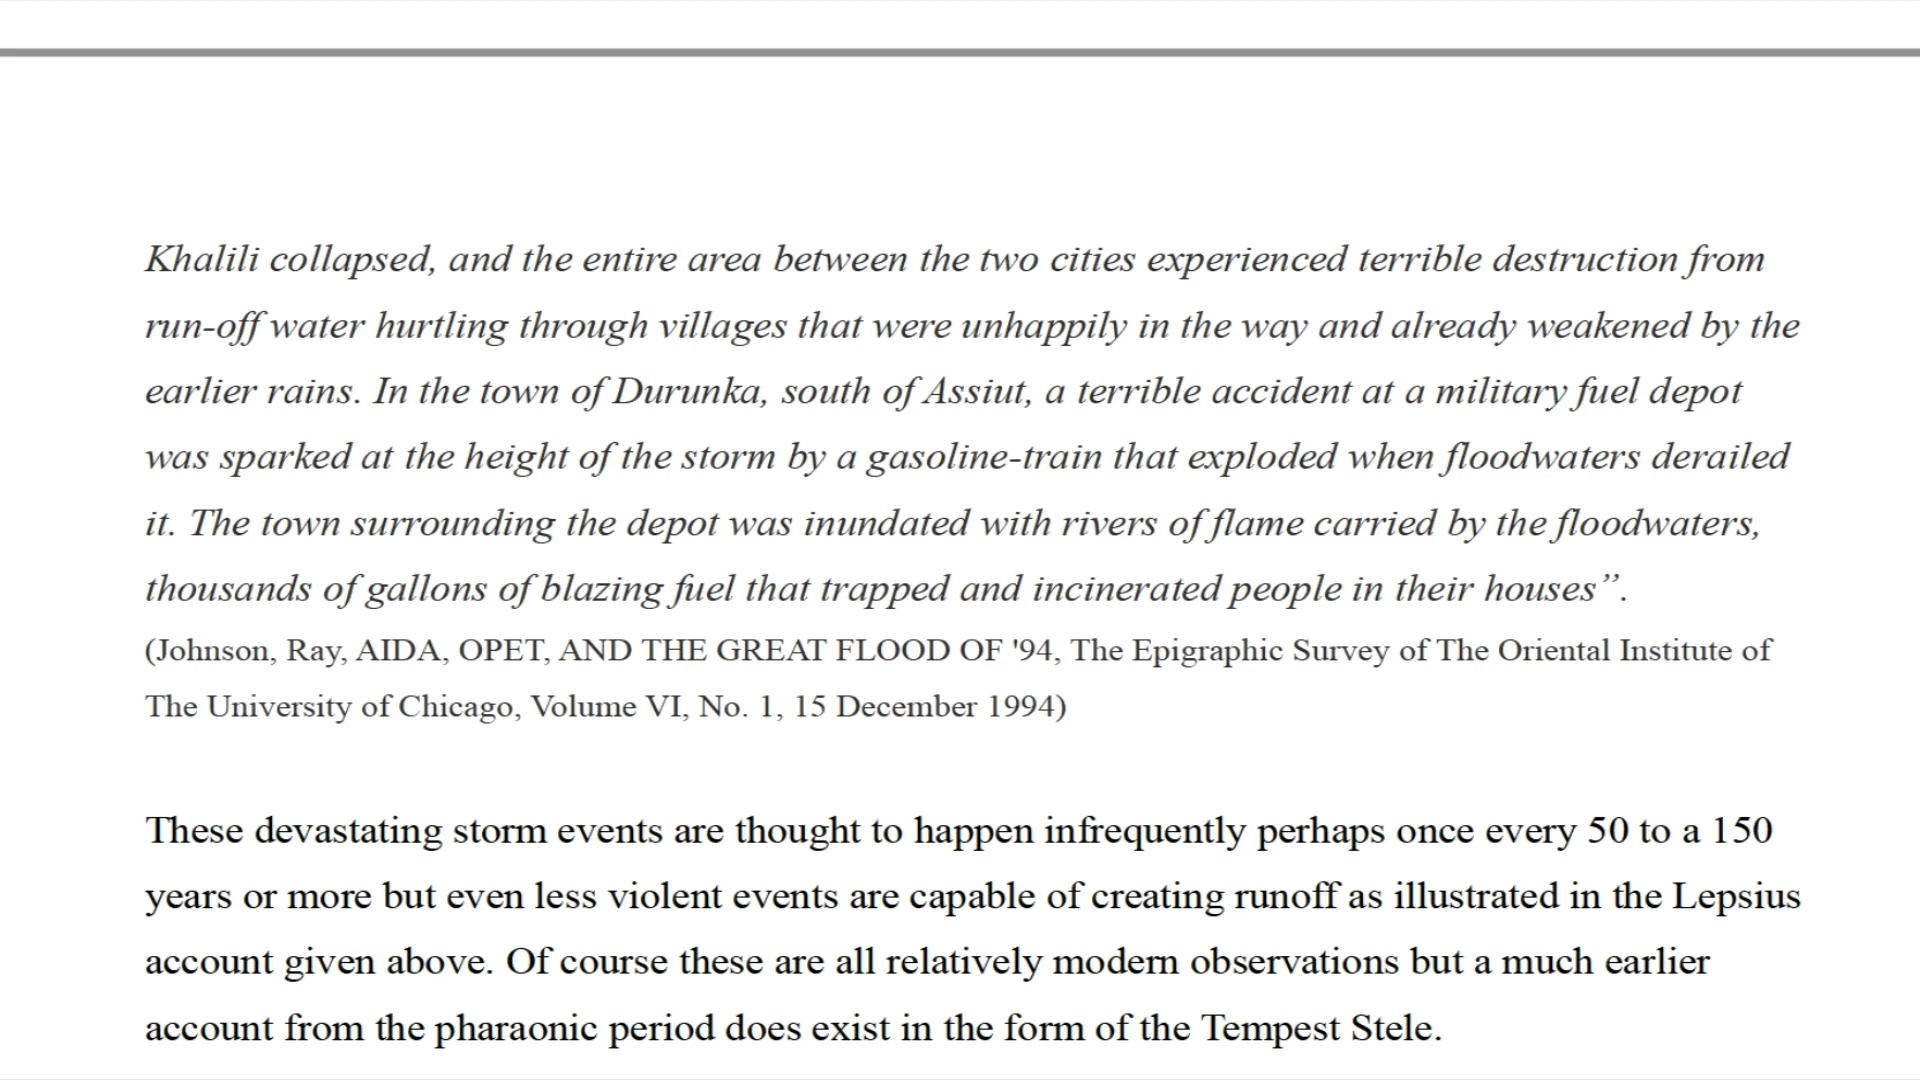 Khalili collapsed, and the entire area between the two cities experienced terrible destruction from
run-off water hurtling through villages that were unhappily in the way and already weakened by the
earlier rains. In the town of Durunka, south of Assiut, a terrible accident at a military fuel depot
was sparked at the height of the storm by a gasoline-train that exploded when floodwaters derailed
it. The town surrounding the depot was inundated with rivers of flame carried by the floodwaters,
thousands of gallons of blazing fuel that trapped and incinerated people in their houses”.
(Johnson, Ray, AIDA, OPET, AND THE GREAT FLOOD OF '94, The Epigraphic Survey of The Oriental Institute of
The University of Chicago, Volume VI, No. 1, 15 December 1994)
These devastating storm events are thought to happen infrequently perhaps once every 50 to a 150
years or more but even less violent events are capable of creating runoff as illustrated in the Lepsius
account given above. Of course these are all relatively modern observations but a much earlier
account from the pharaonic period does exist in the form of the Tempest Stele.